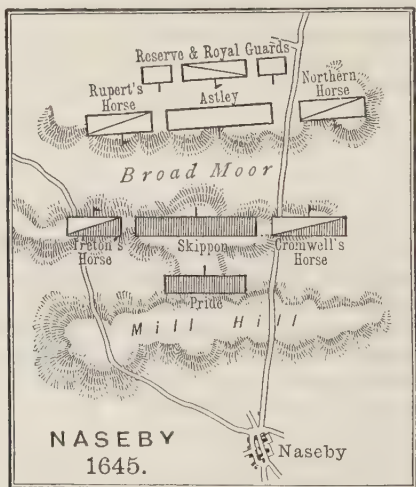 Reserve & Royal Guards
Rupert's
Horse
Astley
Northern
Horse
Broad Moor
Ireton's
Horse
Skippon
Cromwell's
Horse
Pride
Mill Hill
NASEBY
1645.
Naseby